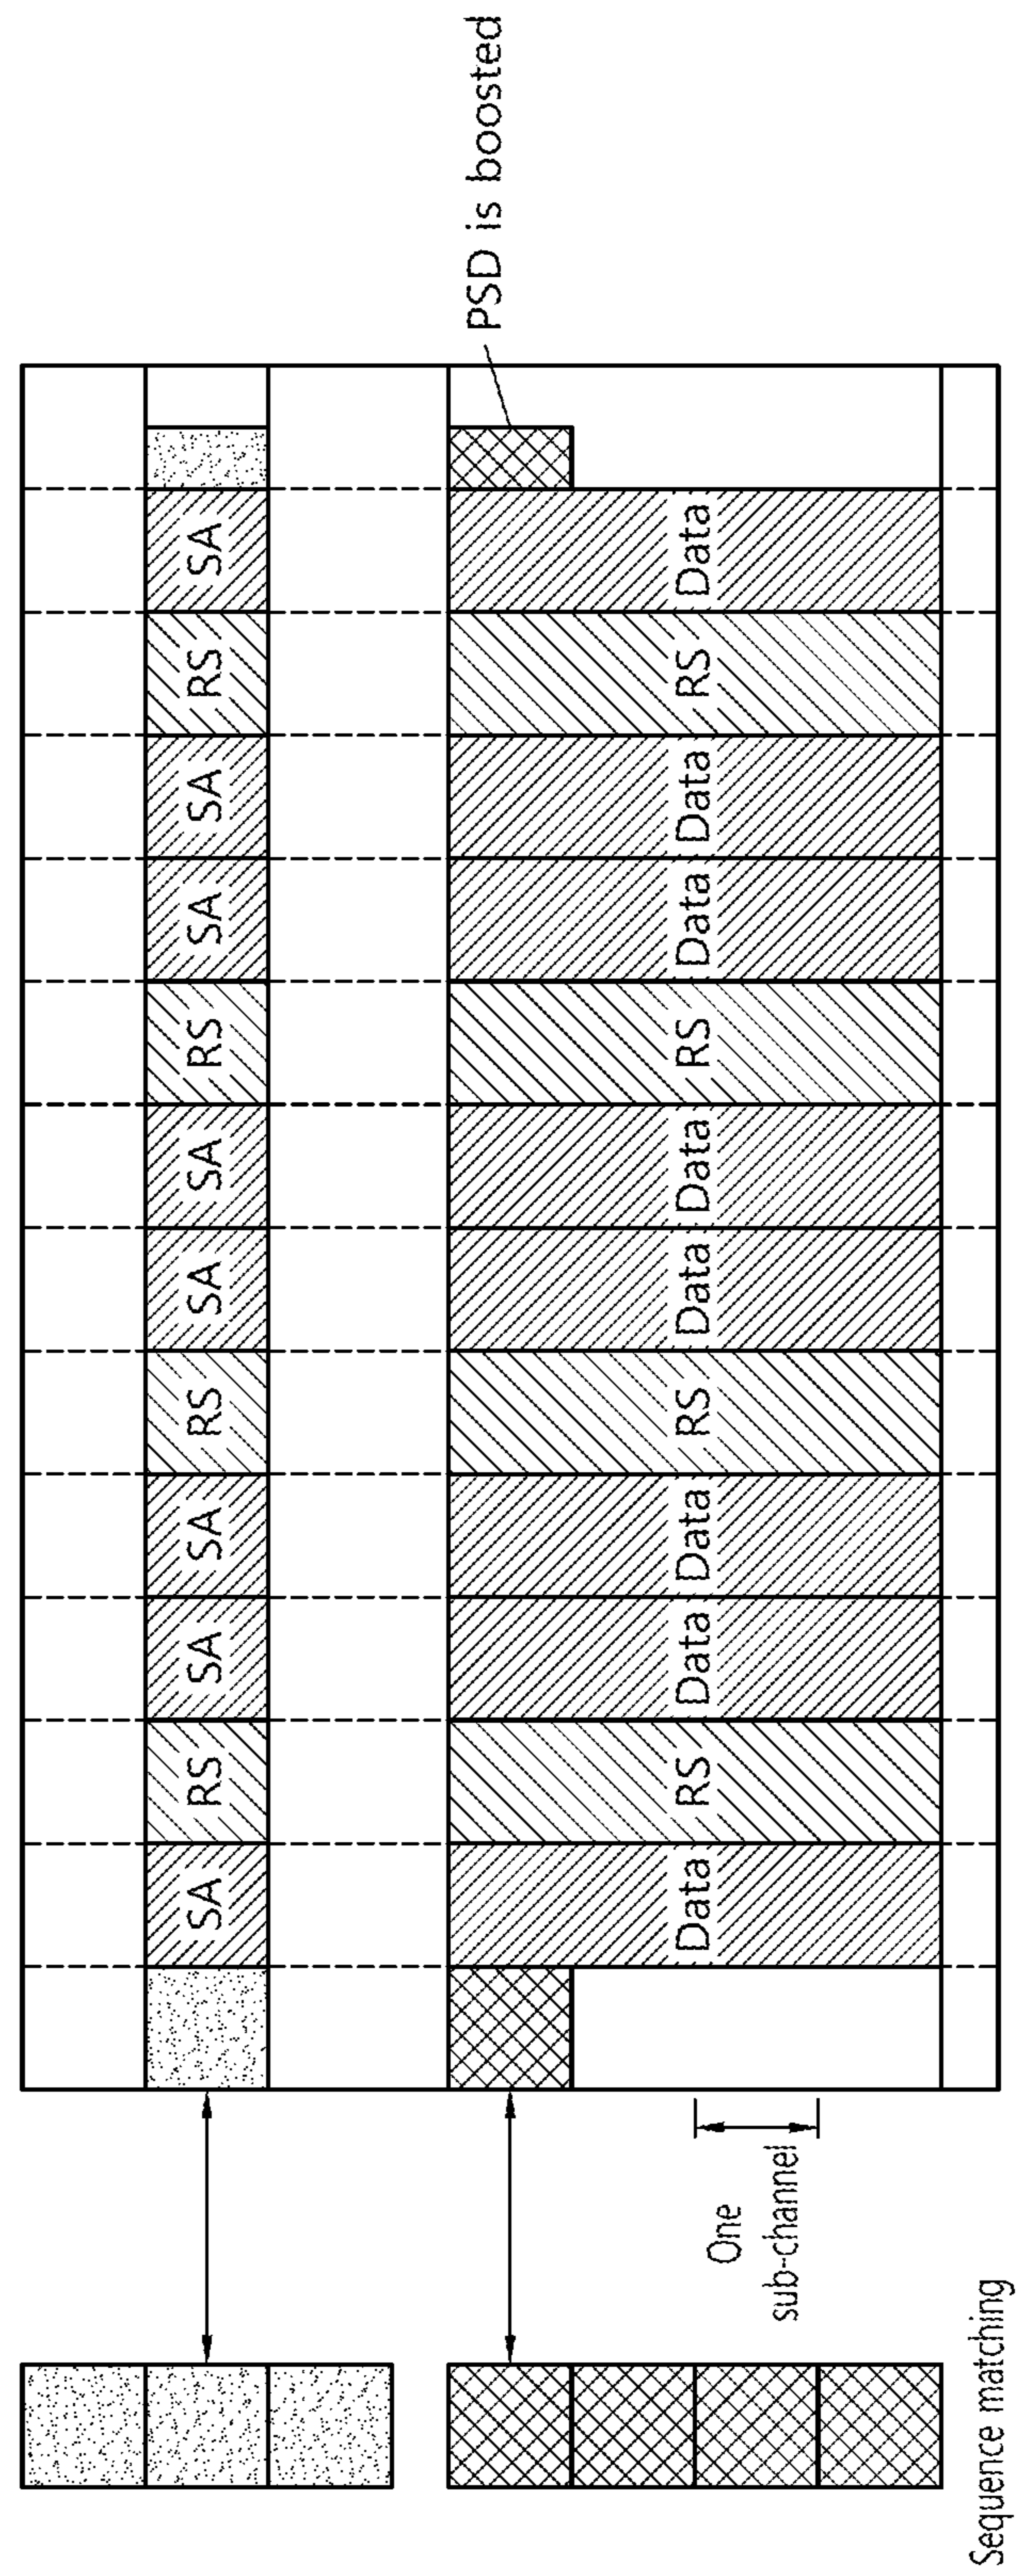 SA RS SA SA RS SA SA RS SA SA RS SA
PSD is boosted
Data RS Data Data RS Data Data RS Data Data RS Data
One
sub-channel
Sequence matching